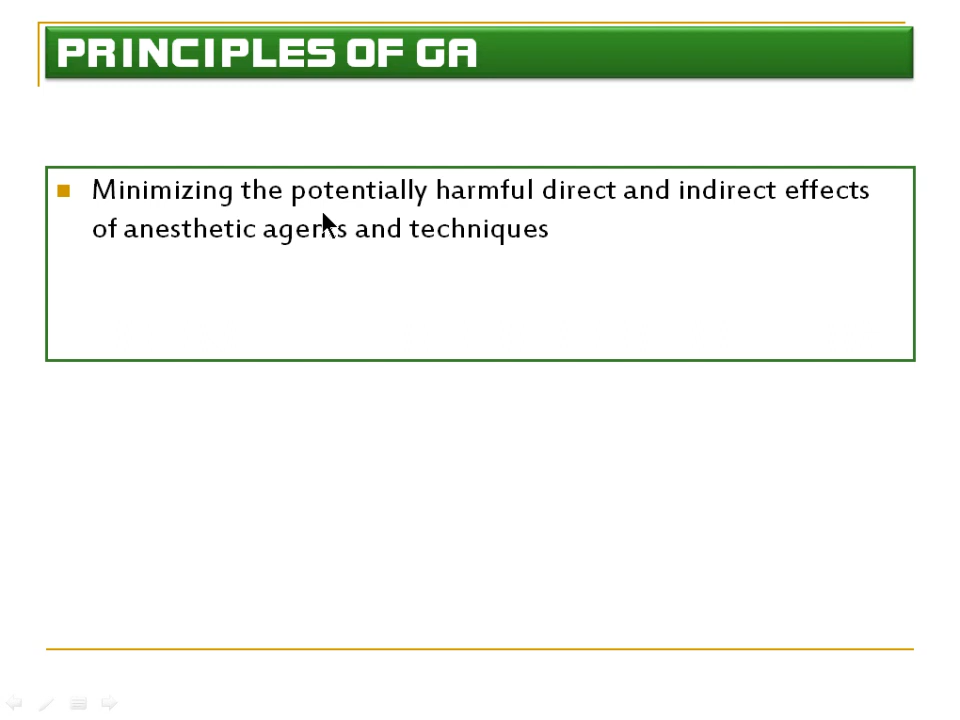 PRINCIPLES OF GA
Minimizing the potentially harmful direct and indirect effects
of anesthetic agents and techniques